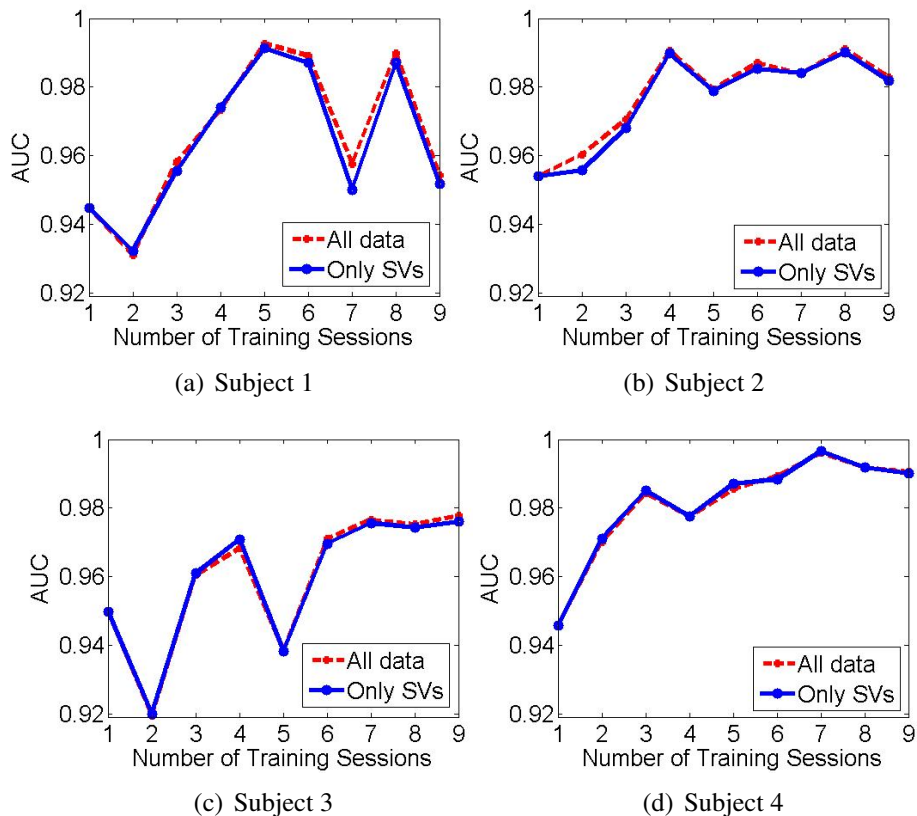 1
0.98
0.96
0.94
0.92
AUC
All data
Only SVs
1 2 3 4 5 6 7 8 9
Number of Training Sessions
(a) Subject 1
1
0.98
0.96
0.94
0.92
AUC
All data
Only SVs
1 2 3 4 5 6 7 8 9
Number of Training Sessions
(b) Subject 2
1
0.98
0.96
0.94
0.92
AUC
All data
Only SVs
1 2 3 4 5 6 7 8 9
Number of Training Sessions
(c) Subject 3
1
0.98
0.96
0.94
0.92
AUC
All data
Only SVs
1 2 3 4 5 6 7 8 9
Number of Training Sessions
(d) Subject 4